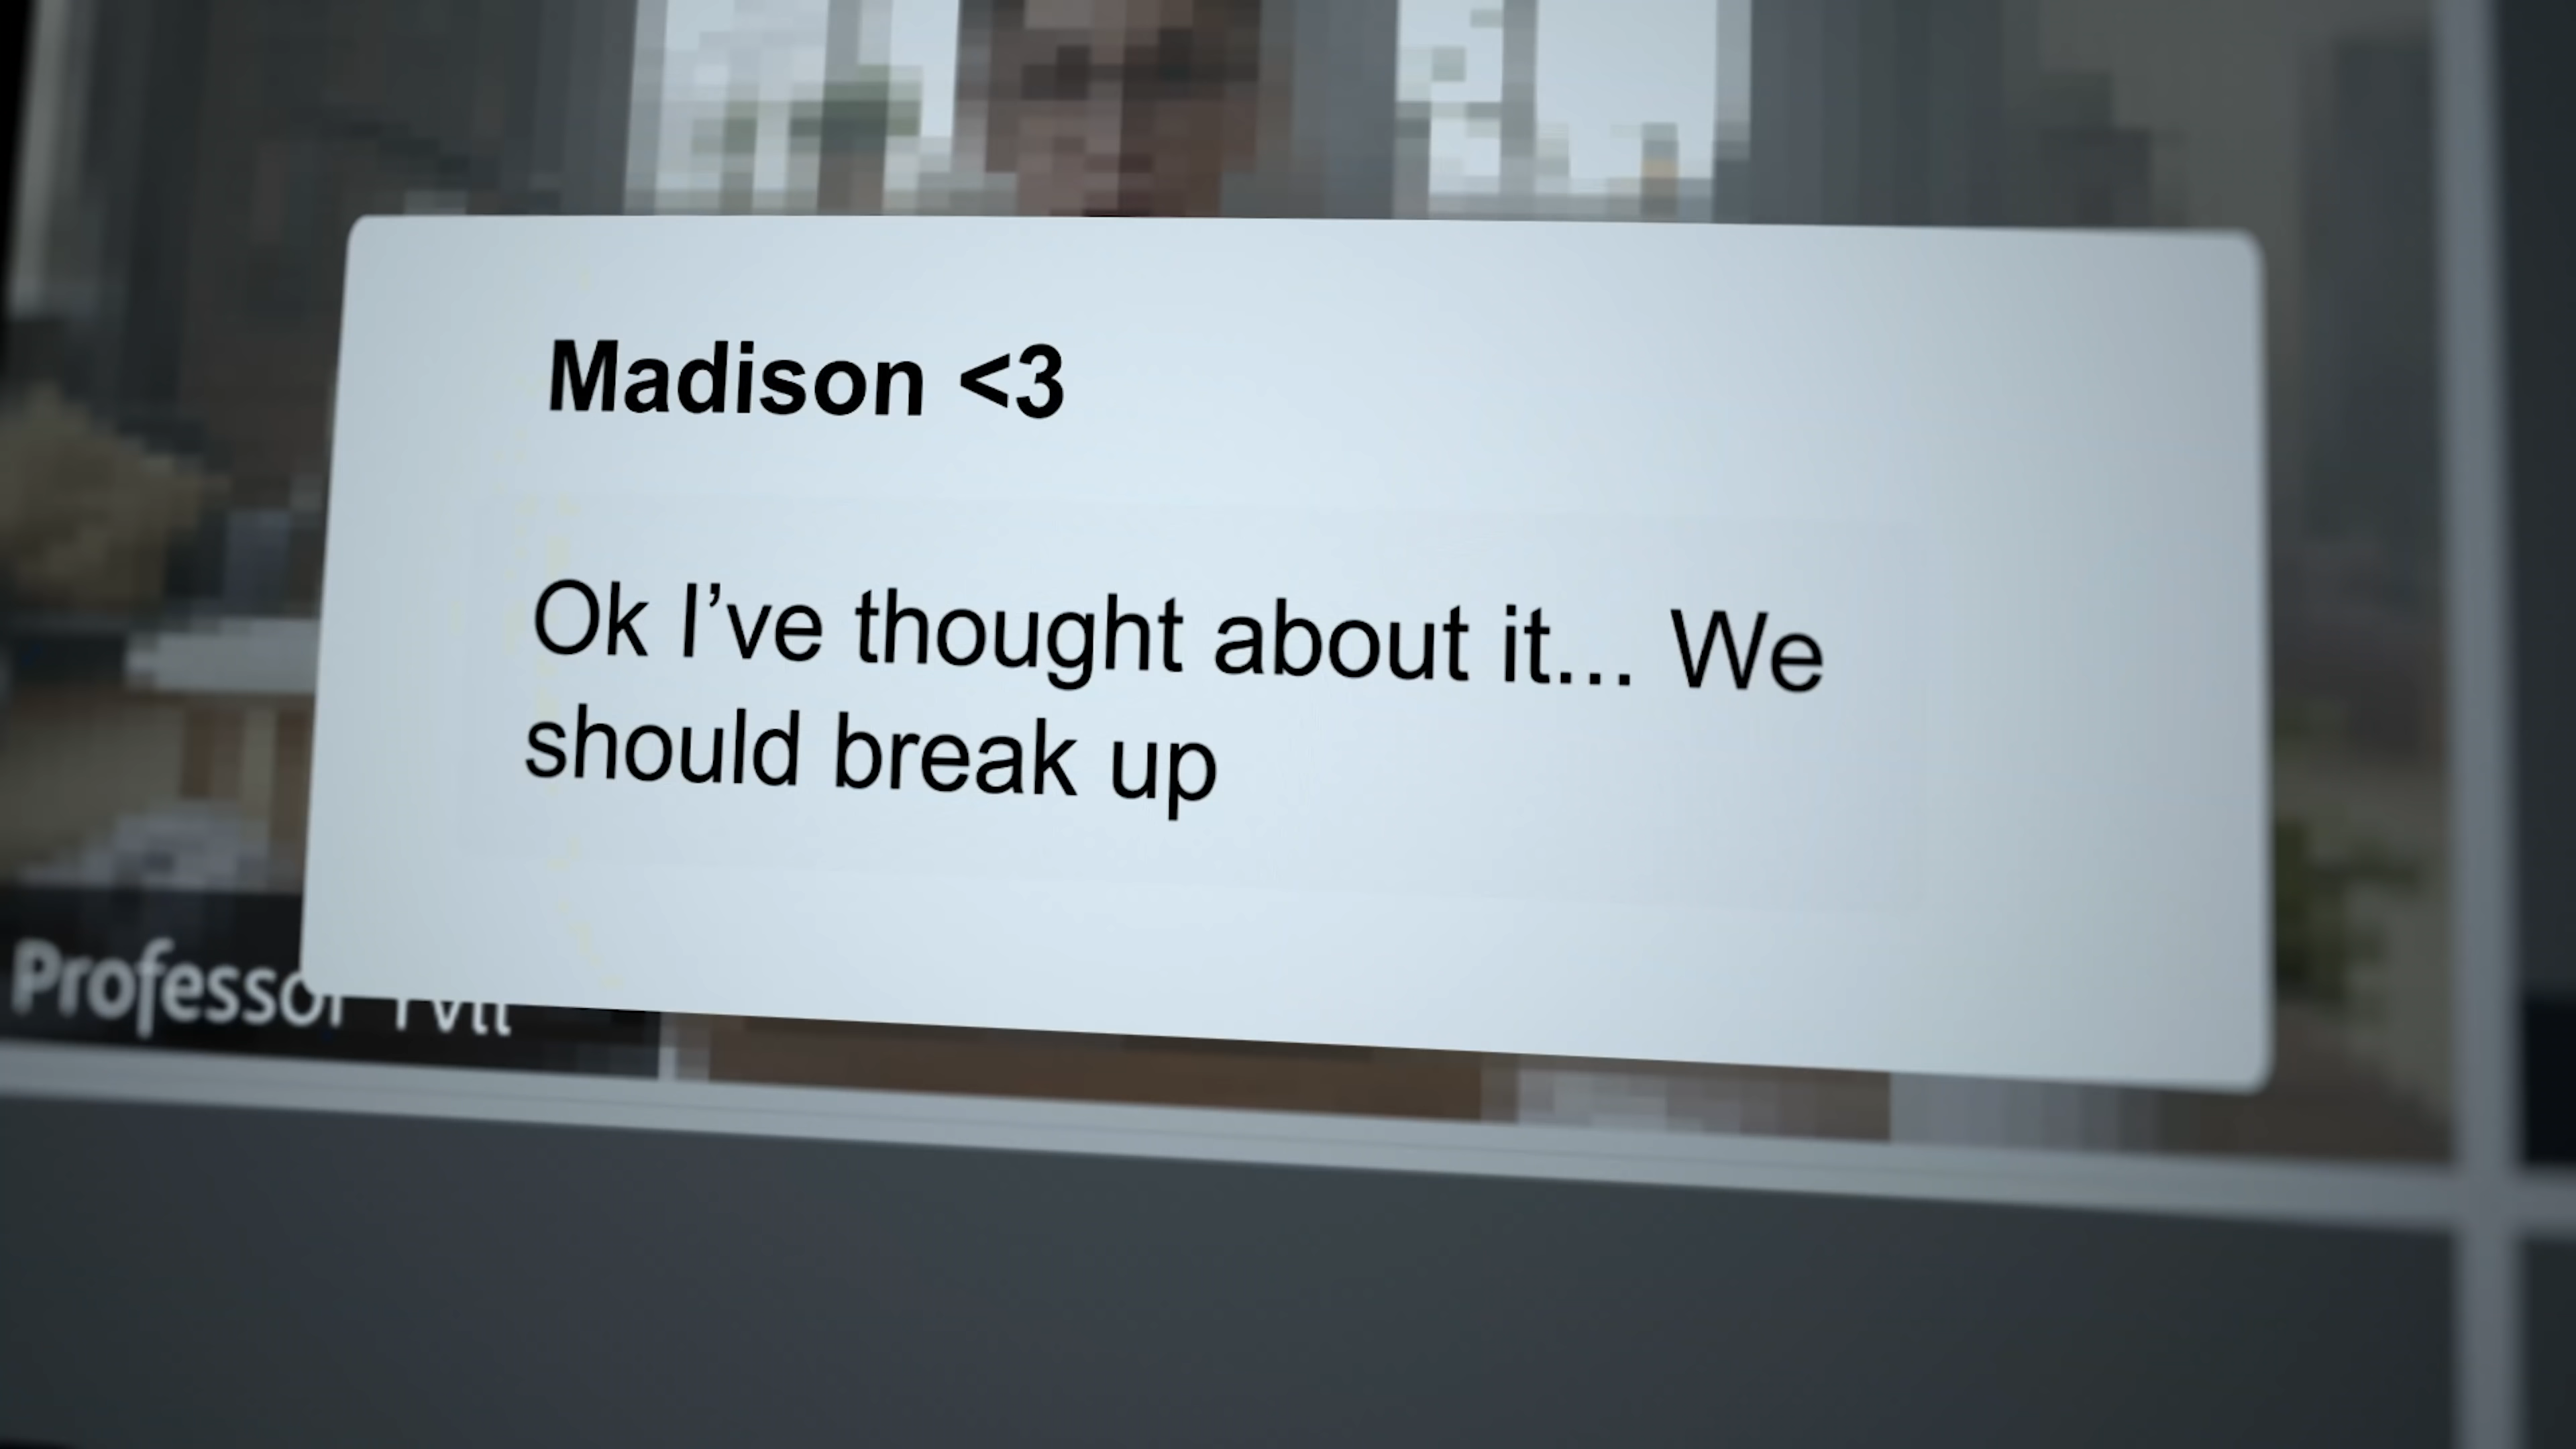 Madison <3
Ok I’ve thought about it... We
should break up
Professor